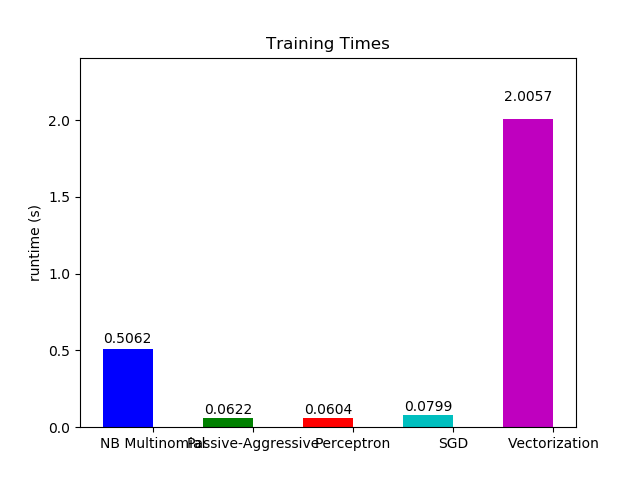 Training Times
2.0057
2.0
1.5
runtime (s)
1.0
0.5062
0.5
0.0622
0.0604
0.0799
0.0
NB Multinomial
Passive-Aggressive
Perceptron
SGD
Vectorization